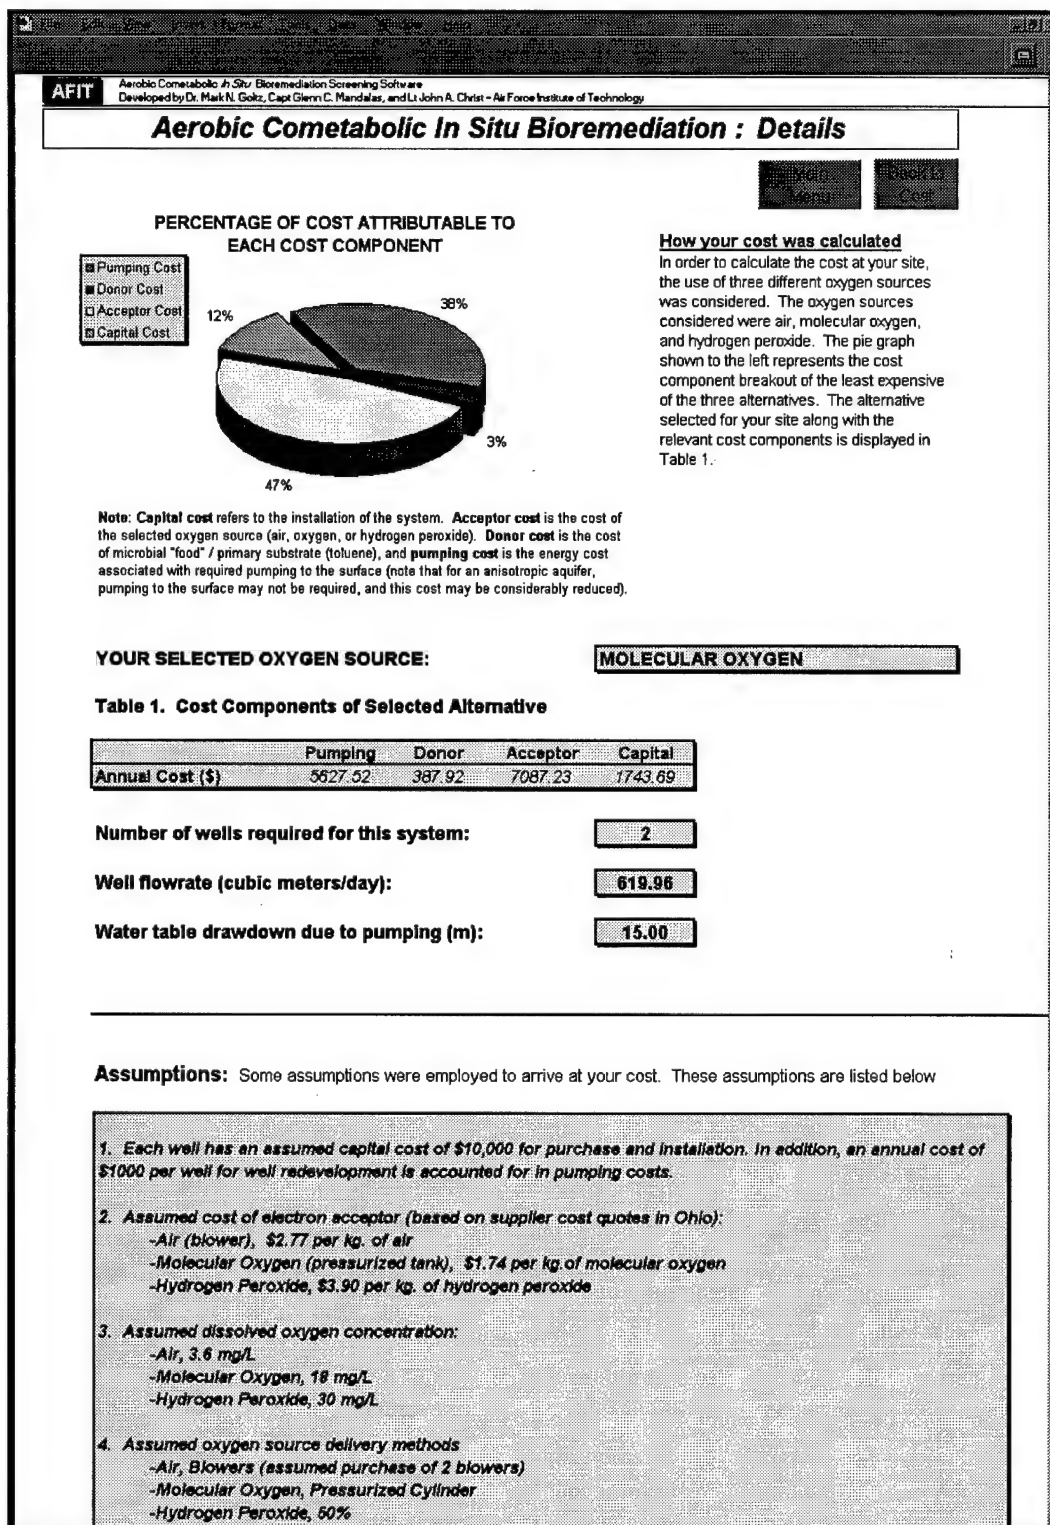 AFIT
Aerobic Cometabolic In Situ Bioremediation Screening Software
Developed by Dr. Mark N. Goltz, Capt Glenn C. Mandalas, and Lt John A. Christ - Air Force Institute of Technology
Aerobic Cometabolic In Situ Bioremediation : Details
Main
Menu
Back to
Cost
PERCENTAGE OF COST ATTRIBUTABLE TO
EACH COST COMPONENT
Pumping Cost
Donor Cost
Acceptor Cost
Capital Cost
12%
38%
3%
47%
How your cost was calculated
In order to calculate the cost at your site,
the use of three different oxygen sources
was considered. The oxygen sources
considered were air, molecular oxygen,
and hydrogen peroxide. The pie graph
shown to the left represents the cost
component breakout of the least expensive
of the three alternatives. The alternative
selected for your site along with the
relevant cost components is displayed in
Table 1.
Note: Capital cost refers to the installation of the system. Acceptor cost is the cost of
the selected oxygen source (air, oxygen, or hydrogen peroxide). Donor cost is the cost
of microbial "food" / primary substrate (toluene), and pumping cost is the energy cost
associated with required pumping to the surface (note that for an anisotropic aquifer,
pumping to the surface may not be required, and this cost may be considerably reduced).
YOUR SELECTED OXYGEN SOURCE: MOLECULAR OXYGEN
Table 1. Cost Components of Selected Alternative
Pumping Donor Acceptor Capital
Annual Cost ($) 5627.52 387.92 7087.23 1743.69
Number of wells required for this system: 2
Well flowrate (cubic meters/day): 619.96
Water table drawdown due to pumping (m): 15.00
Assumptions: Some assumptions were employed to arrive at your cost. These assumptions are listed below
1. Each well has an assumed capital cost of $10,000 for purchase and installation. In addition, an annual cost of
$1000 per well for well redevelopment is accounted for in pumping costs.
2. Assumed cost of electron acceptor (based on supplier cost quotes in Ohio):
-Air (blower), $2.77 per kg. of air
-Molecular Oxygen (pressurized tank), $1.74 per kg.of molecular oxygen
-Hydrogen Peroxide, $3.90 per kg. of hydrogen peroxide
3. Assumed dissolved oxygen concentration:
-Air, 3.6 mg/L
-Molecular Oxygen, 18 mg/L
-Hydrogen Peroxide, 30 mg/L
4. Assumed oxygen source delivery methods
-Air, Blowers (assumed purchase of 2 blowers)
-Molecular Oxygen, Pressurized Cylinder
-Hydrogen Peroxide, 50%